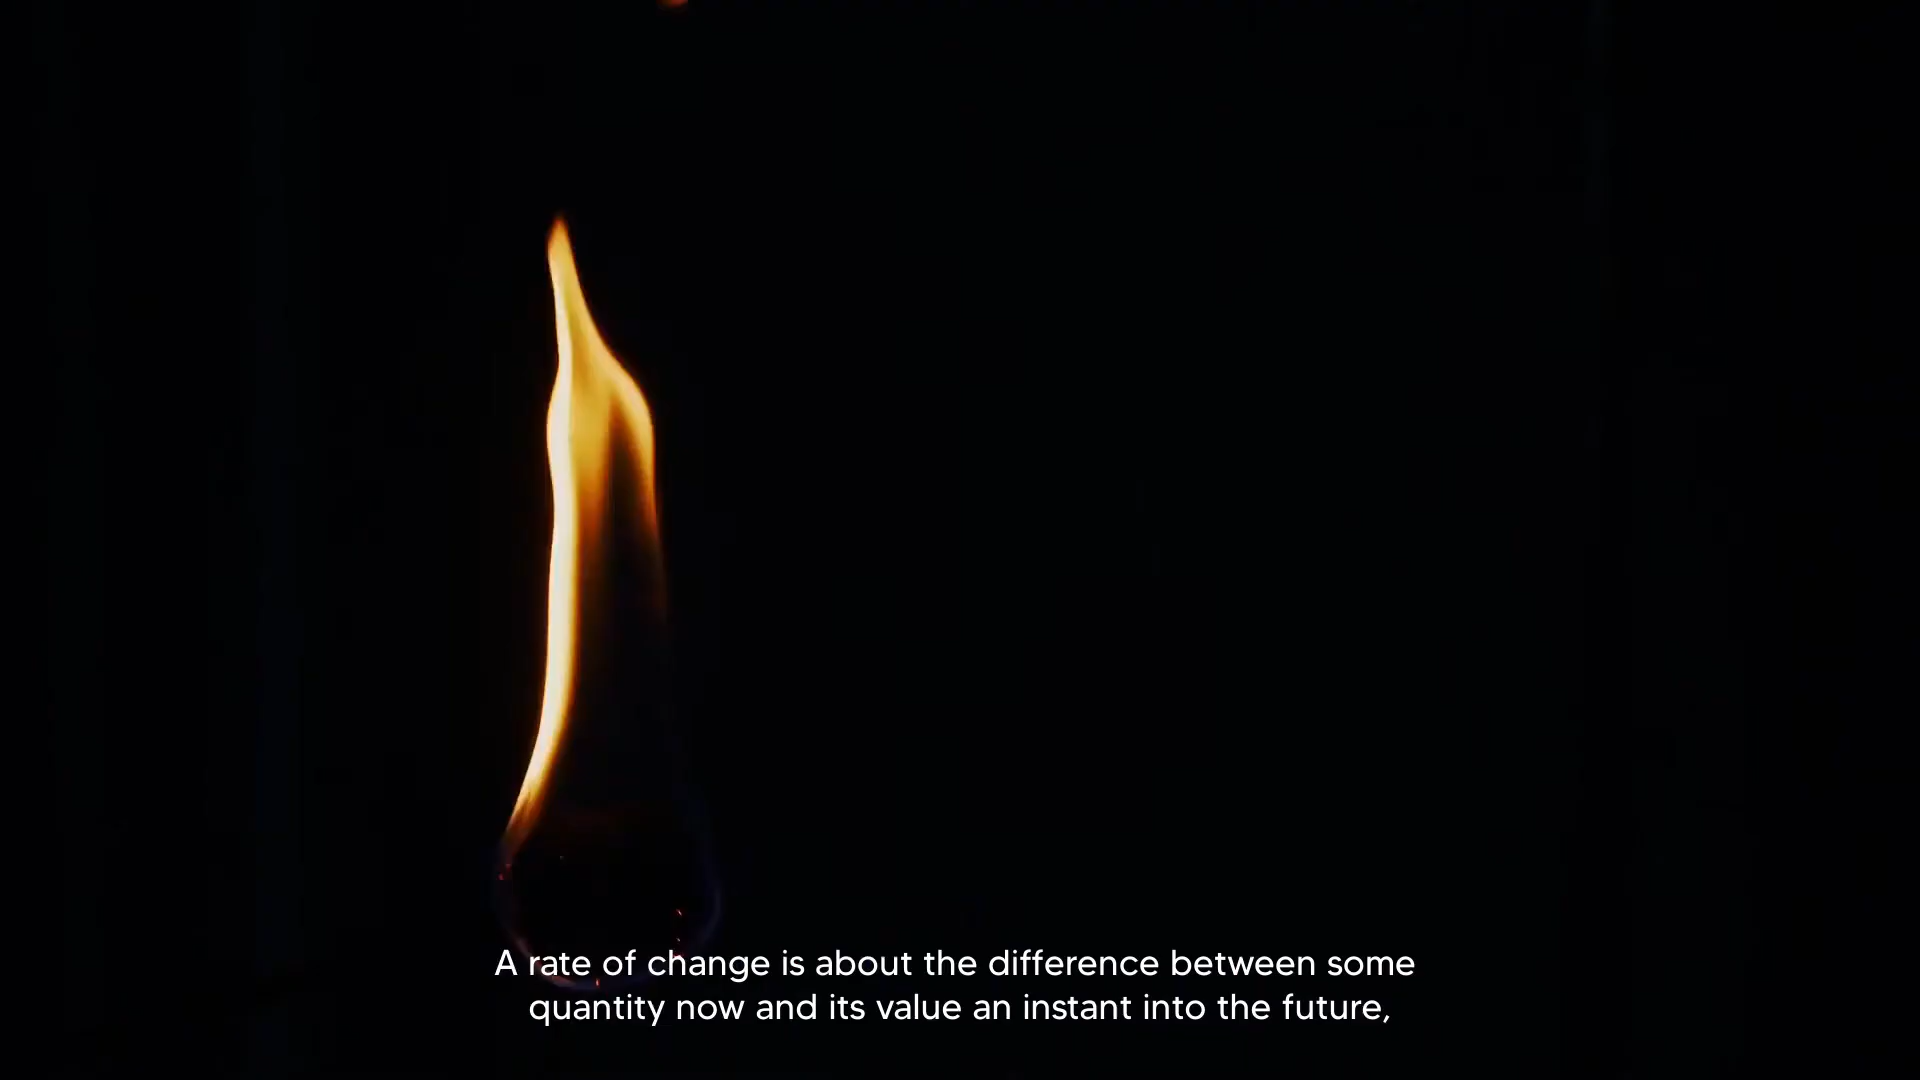 A rate of change is about the difference between some
quantity now and its value an instant into the future,